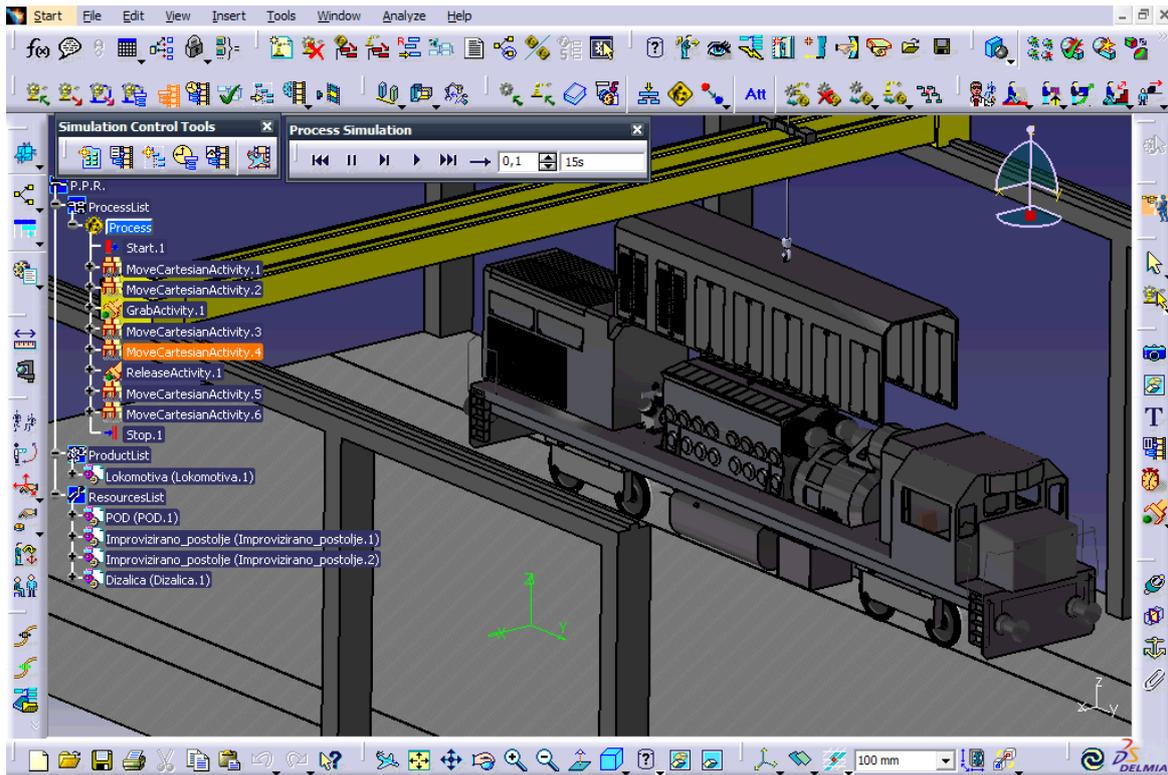 Start File Edit View Insert Tools Window Analyze Help
f(x)
Att
Simulation Control Tools
Process Simulation
0,1 15s
P.P.R.
ProcessList
Process
Start.1
MoveCartesianActivity.1
MoveCartesianActivity.2
GrabActivity.1
MoveCartesianActivity.3
MoveCartesianActivity.4
ReleaseActivity.1
MoveCartesianActivity.5
MoveCartesianActivity.6
Stop.1
ProductList
Lokomotiva (Lokomotiva.1)
ResourcesList
POD (POD.1)
Improvizirano_postolje (Improvizirano_postolje.1)
Improvizirano_postolje (Improvizirano_postolje.2)
Dizalica (Dizalica.1)
z
x y
z
x y
T
100 mm
DELMIA